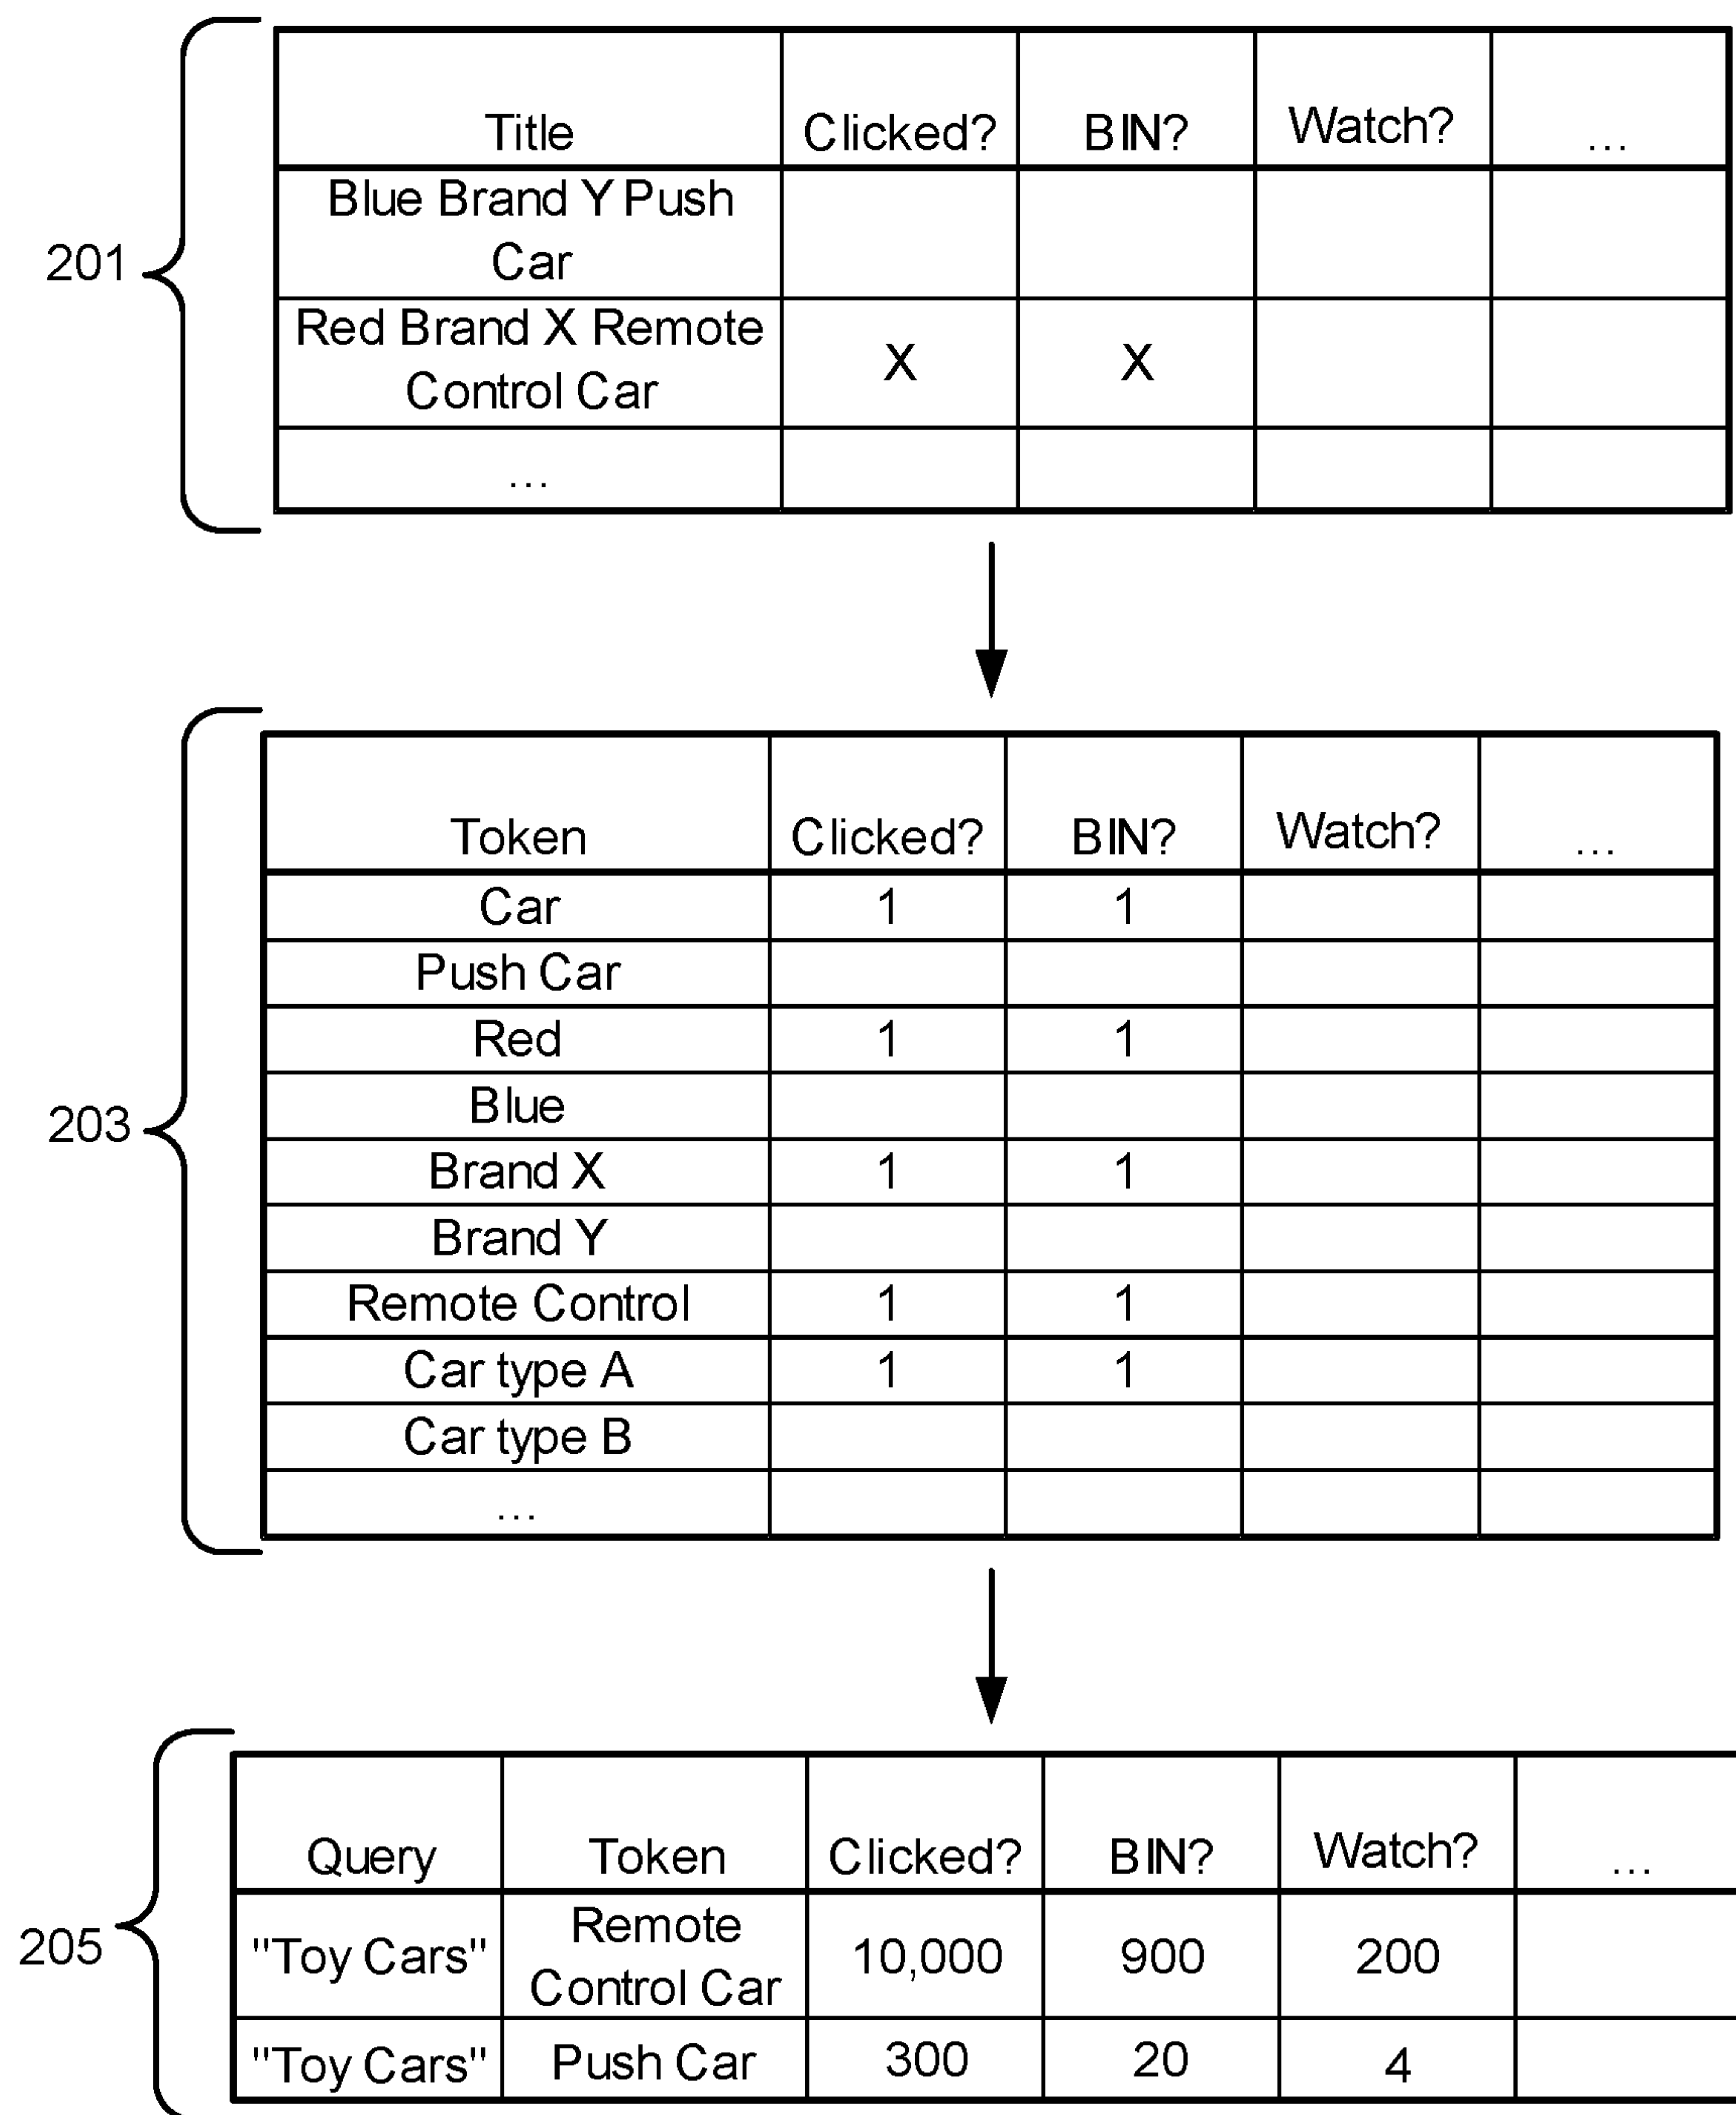 Title Clicked? BIN? Watch? ...
Blue Brand Y Push
Car
201
Red Brand X Remote
Control Car X X
...
Token Clicked? BIN? Watch? ...
Car 1 1
Push Car
Red 1 1
Blue
203
Brand X 1 1
Brand Y
Remote Control 1 1
Car type A 1 1
Car type B
...
Query Token Clicked? BIN? Watch? ...
205
"Toy Cars" Remote
Control Car 10,000 900 200
"Toy Cars" Push Car 300 20 4